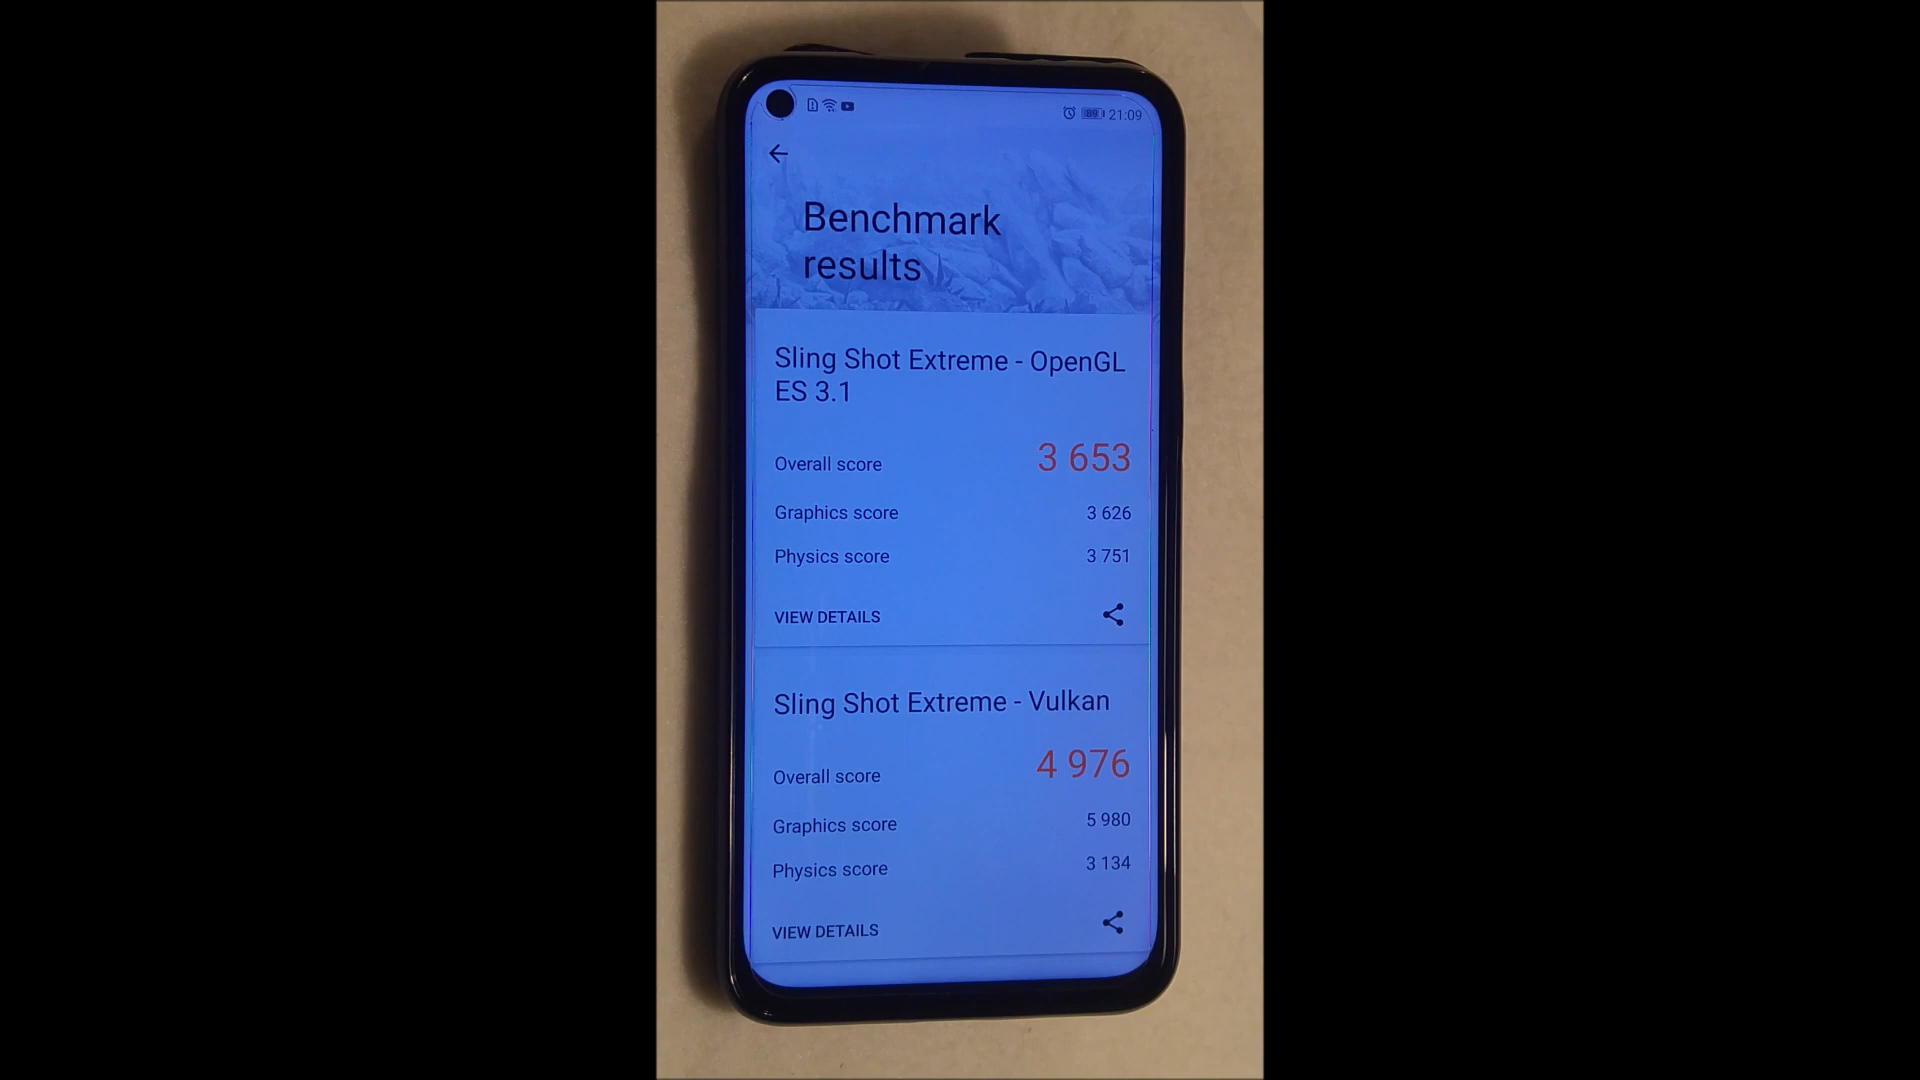 89 21:09
Benchmark
results
Sling Shot Extreme - OpenGL
ES 3.1
Overall score 3 653
Graphics score 3 626
Physics score 3 751
VIEW DETAILS
Sling Shot Extreme - Vulkan
Overall score 4 976
Graphics score 5 980
Physics score 3 134
VIEW DETAILS